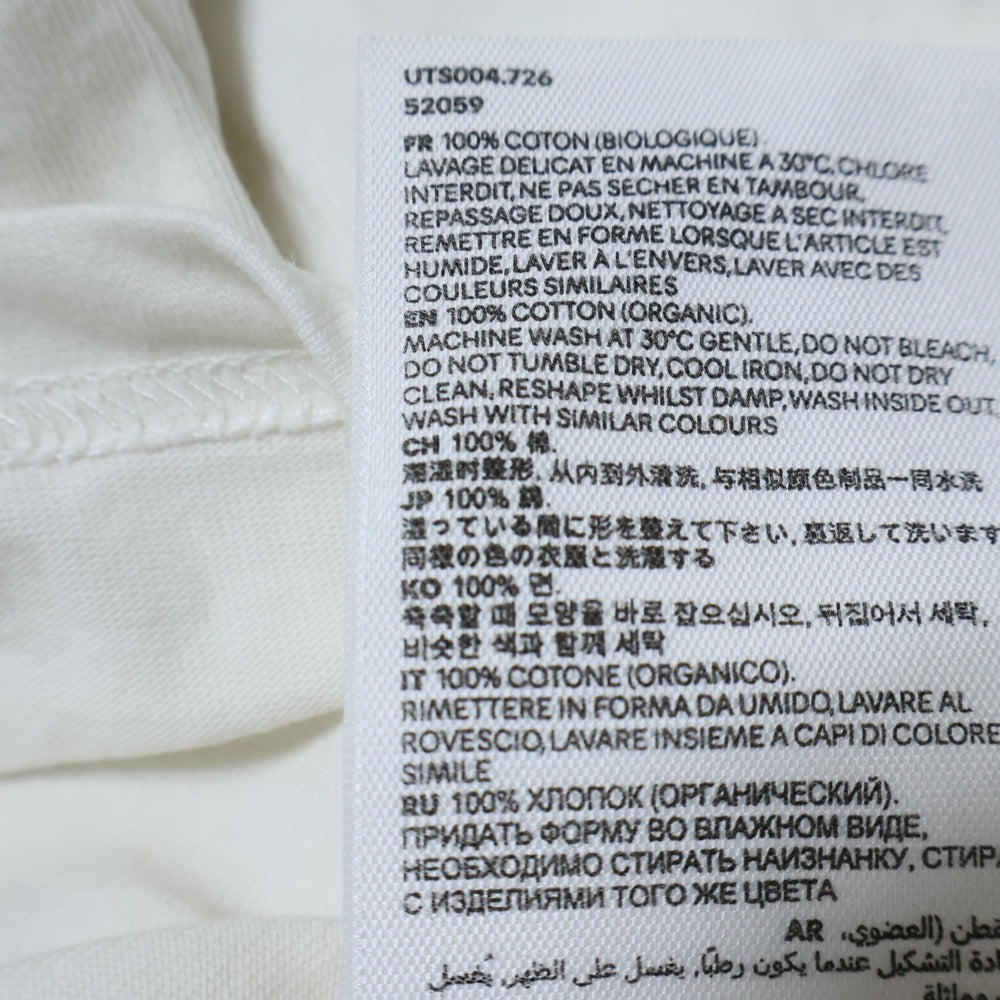 UTS004.726
52059
FR 100% COTON (BIOLOGIQUE)
LAVAGE DELICAT EN MACHINE A 30°C, CHLORE
INTERDIT, NE PAS SECHER EN TAMBOUR,
REPASSAGE DOUX, NETTOYAGE A SEC INTERDIT,
REMETTRE EN FORME LORSQUE L'ARTICLE EST
HUMIDE, LAVER À L'ENVERS, LAVER AVEC DES
COULEURS SIMILAIRES
EN 100% COTTON (ORGANIC).
MACHINE WASH AT 30°C GENTLE, DO NOT BLEACH,
DO NOT TUMBLE DRY, COOL IRON, DO NOT DRY
CLEAN, RESHAPE WHILST DAMP, WASH INSIDE OUT,
WASH WITH SIMILAR COLOURS
CH 100% 棉.
潮湿时整形, 从内到外清洗, 与相似颜色制品一同水洗
JP 100% 綿.
湿っている間に形を整えて下さい, 裏返して洗います
同様の色の衣服と洗濯する
KO 100% 면.
축축할 때 모양을 바로 잡으십시오, 뒤집어서 세탁,
비슷한 색과 함께 세탁
IT 100% COTONE (ORGANICO).
RIMETTERE IN FORMA DA UMIDO, LAVARE AL
ROVESCIO, LAVARE INSIEME A CAPI DI COLORE
SIMILE
RU 100% ХЛОПОК (ОРГАНИЧЕСКИЙ).
ПРИДАТЬ ФОРМУ ВО ВЛАЖНОМ ВИДЕ,
НЕОБХОДИМО СТИРАТЬ НАИЗНАНКУ, СТИРА
С ИЗДЕЛИЯМИ ТОГО ЖЕ ЦВЕТА
AR قطن (العضوي.
التشكيل عندما يكون رطبًا, يغسل على الظهر, يُغسل